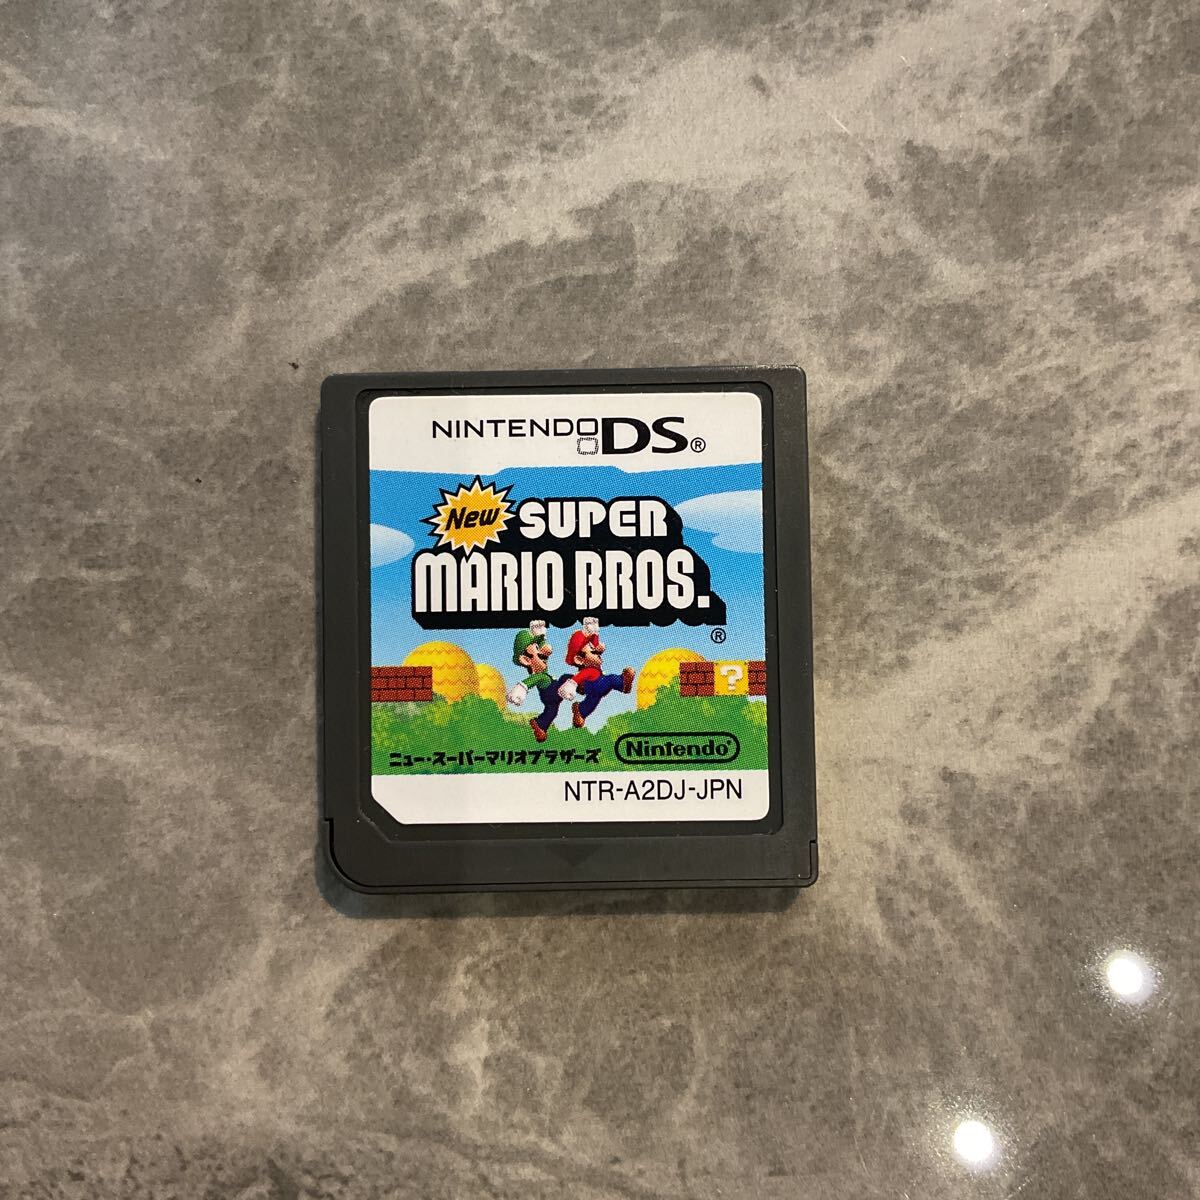 NINTENDO DS®
New SUPER
MARIO BROS.
®
?
ニュー・スーパーマリオブラザーズ Nintendo®
NTR-A2DJ-JPN